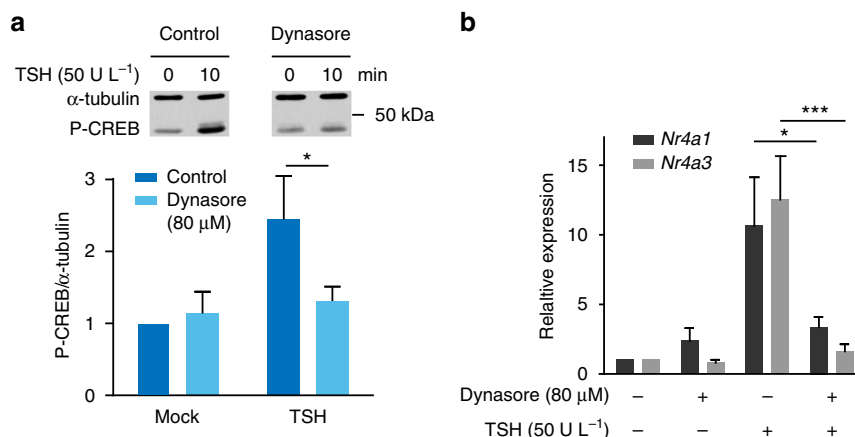 a
Control Dynasore
TSH (50 U L⁻¹) 0 10 0 10 min
α-tubulin
50 kDa
P-CREB
*
Control
Dynasore
(80 μM)
P-CREB/α-tubulin
3
2
1
0
Mock TSH
b
***
*
Nr4a1
Nr4a3
Relaltive expression
15
10
5
0
Dynasore (80 μM) – + – +
TSH (50 U L⁻¹) – – + +